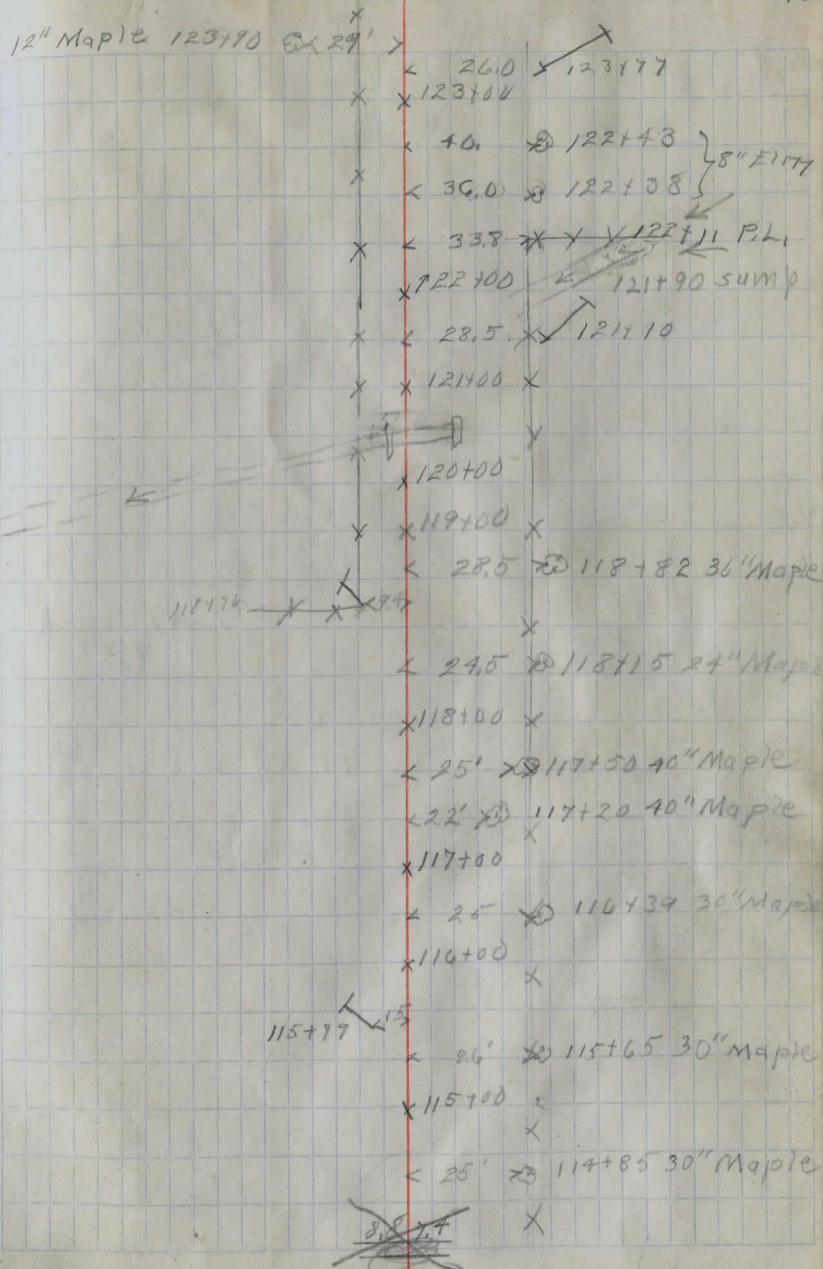 12" Maple 123+90 29'
26.0 123+77
123+00
40. 122+43
8" Elm
36.0 122+38
33.8 122+11 P.L.
122+00
121+90 sump
28.5 121+10
121+00
120+00
119+00
28.5 118+82 36" Maple
118+76 9.4
24.5 118+15 24" Maple
118+00
25' 117+50 40" Maple
22' 117+20 40" Maple
117+00
25 116+39 30" Maple
116+00
115+99 15
26' 115+65 30" Maple
115+00
25' 114+85 30" Maple